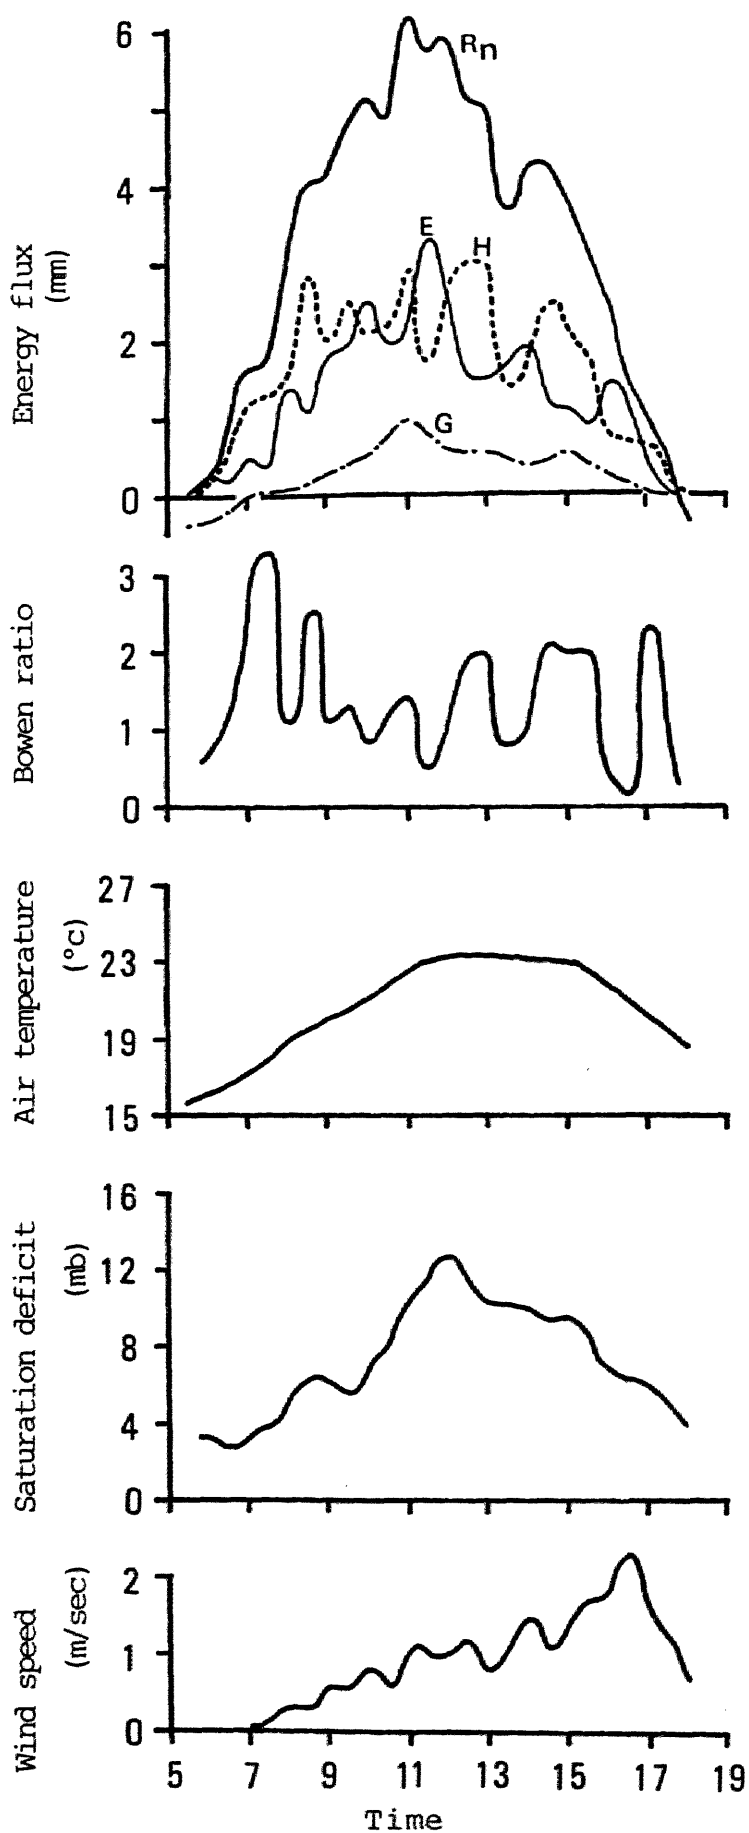 6
4
2
0
Energy flux
(mm)
Rn
E
H
G
3
2
1
0
Bowen ratio
27
23
19
15
Air temperature
(°c)
16
12
8
4
0
Saturation deficit
(mb)
2
1
0
Wind speed
(m/sec)
5 7 9 11 13 15 17 19
Time